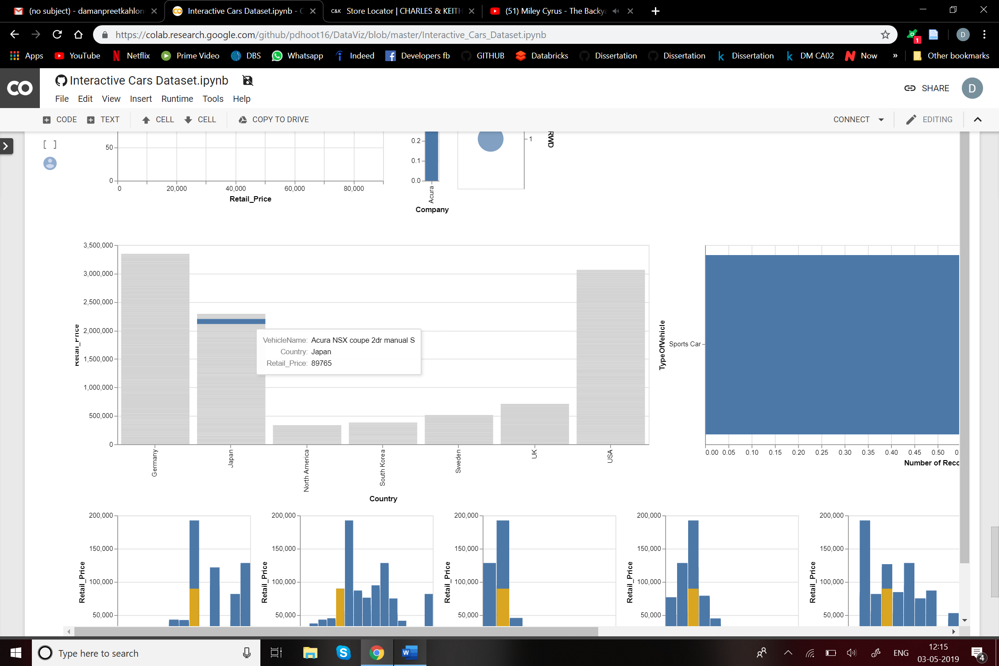 (no subject) - damanpreetkahlon
Interactive Cars Dataset.ipynb - C
C&K Store Locator | CHARLES & KEITH
(51) Miley Cyrus - The Backya
https://colab.research.google.com/github/pdhoot16/DataViz/blob/master/Interactive_Cars_Dataset.ipynb
1
D
Apps YouTube Netflix Prime Video DBS Whatsapp Indeed Developers fb GITHUB Databricks Dissertation Dissertation Dissertation DM CA02 Now » Other bookmarks
CO
Interactive Cars Dataset.ipynb
SHARE
D
File Edit View Insert Runtime Tools Help
CODE TEXT CELL CELL COPY TO DRIVE CONNECT EDITING
[ ]
50
0
0 20,000 40,000 60,000 80,000
Retail_Price
0.2
0.1
0.0
Acura
Company
1
RWD
3,500,000
3,000,000
2,500,000
2,000,000
1,500,000
1,000,000
500,000
0
Retail_Price
VehicleName: Acura NSX coupe 2dr manual S
Country: Japan
Retail_Price: 89765
Germany
Japan
North America
South Korea
Sweden
UK
USA
Country
TypeOfVehicle
Sports Car
0.00 0.05 0.10 0.15 0.20 0.25 0.30 0.35 0.40 0.45 0.50 0.
Number of Reco
200,000
150,000
100,000
50,000
Retail_Price
200,000
150,000
100,000
50,000
Retail_Price
200,000
150,000
100,000
50,000
Retail_Price
200,000
150,000
100,000
50,000
Retail_Price
200,000
150,000
100,000
50,000
Retail_Price
Type here to search
ENG
12:15
03-05-2019
4